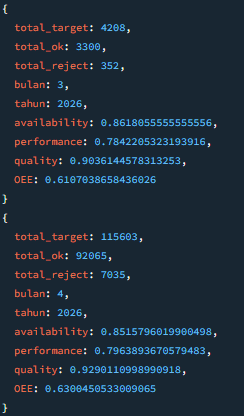 {
total_target: 4208,
total_ok: 3300,
total_reject: 352,
bulan: 3,
tahun: 2026,
availability: 0.8618055555555556,
performance: 0.7842205323193916,
quality: 0.9036144578313253,
OEE: 0.6107038658436026
}
{
total_target: 115603,
total_ok: 92065,
total_reject: 7035,
bulan: 4,
tahun: 2026,
availability: 0.8515796019900498,
performance: 0.7963893670579483,
quality: 0.9290110998990918,
OEE: 0.6300450533009065
}